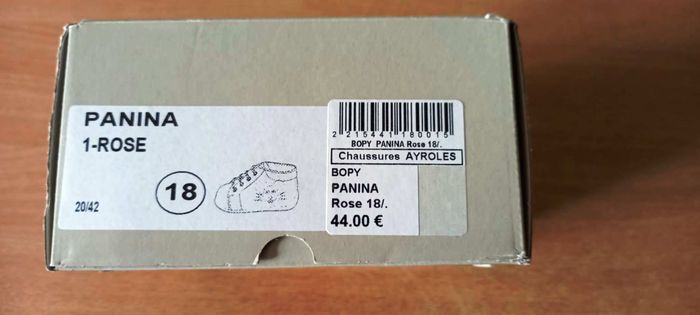 PANINA
1-ROSE
18
20/42
2 215441 180015
BOPY PANINA Rose 18/.
Chaussures AYROLES
BOPY
PANINA
Rose 18/.
44.00 €